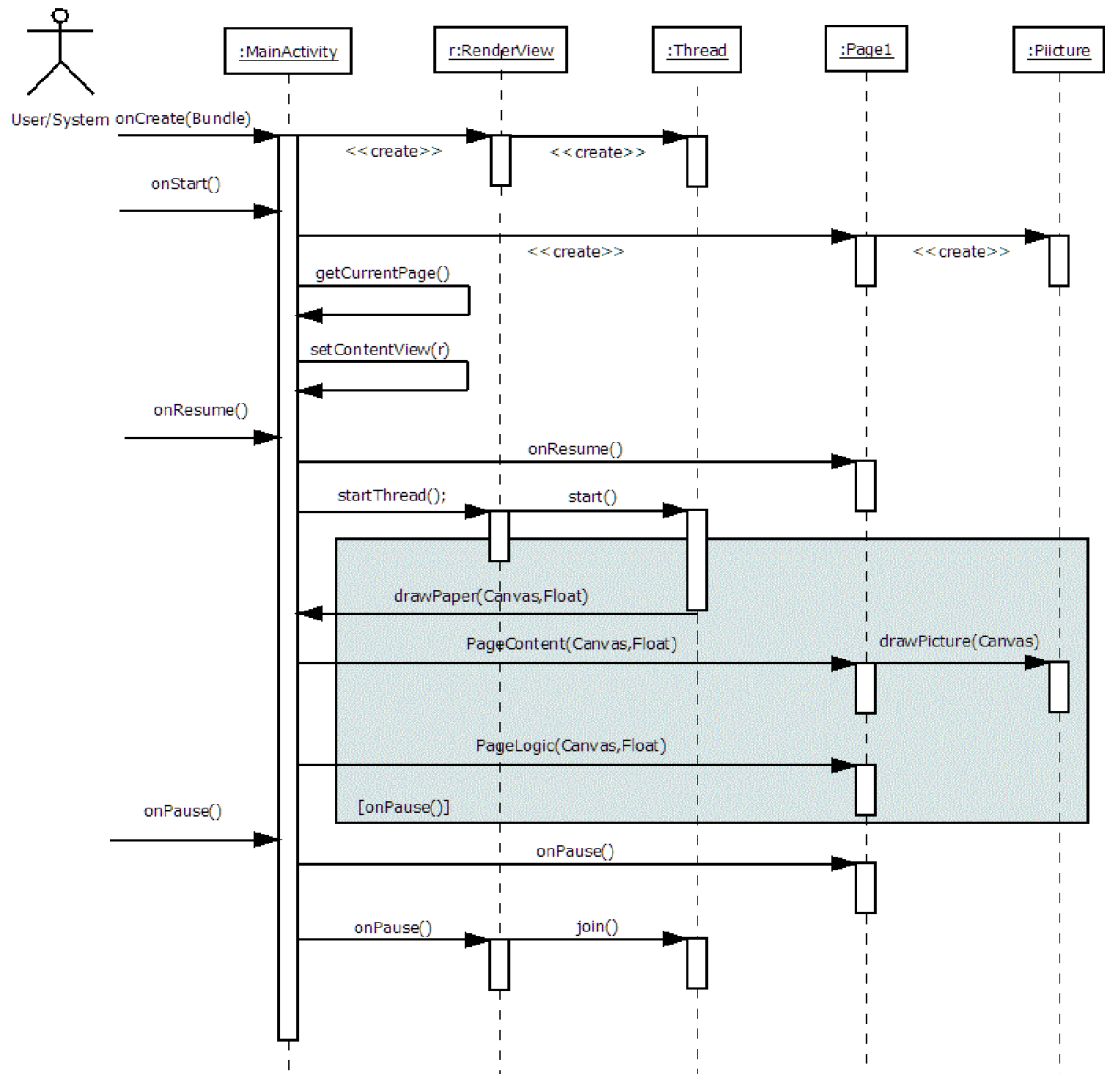 :MainActivity
r:RenderView
:Thread
:Page1
:Piicture
User/System
onCreate(Bundle)
<<create>>
<<create>>
onStart()
<<create>>
<<create>>
getCurrentPage()
setContentView(r)
onResume()
onResume()
startThread();
start()
drawPaper(Canvas,Float)
PageContent(Canvas,Float)
drawPicture(Canvas)
PageLogic(Canvas,Float)
[onPause()]
onPause()
onPause()
onPause()
join()